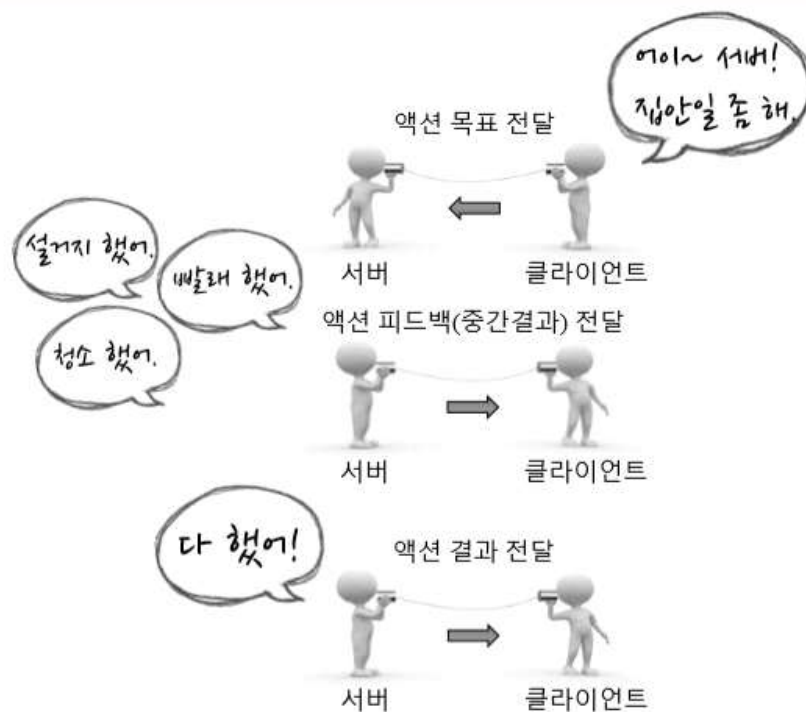 어이~ 서버!
집안일 좀 해.
액션 목표 전달
서버
클라이언트
설거지 했어.
빨래 했어.
청소 했어.
액션 피드백(중간결과) 전달
서버
클라이언트
다 했어!
액션 결과 전달
서버
클라이언트